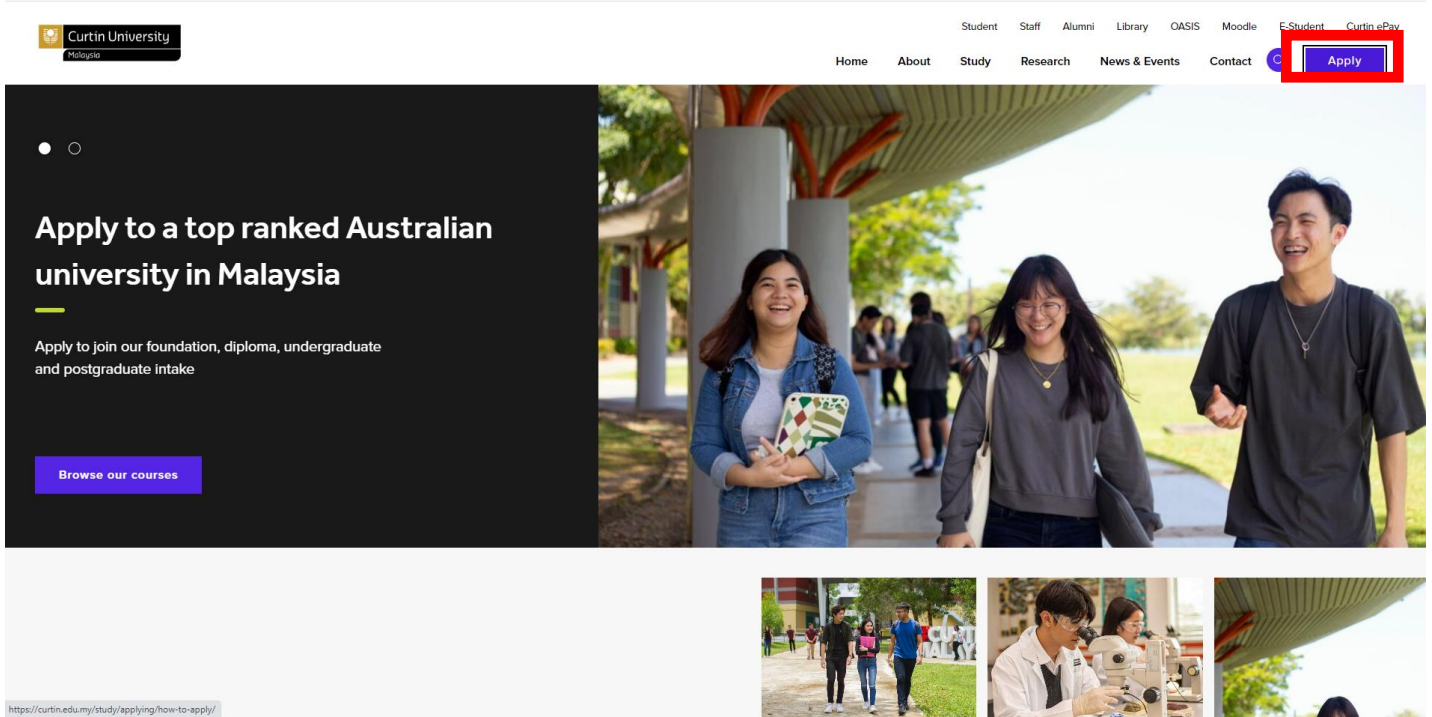 Curtin University
Malaysia
Student Staff Alumni Library OASIS Moodle E-Student Curtin ePay
Home About Study Research News & Events Contact Apply
Apply to a top ranked Australian
university in Malaysia
Apply to join our foundation, diploma, undergraduate
and postgraduate intake
Browse our courses
https://curtin.edu.my/study/applying/how-to-apply/